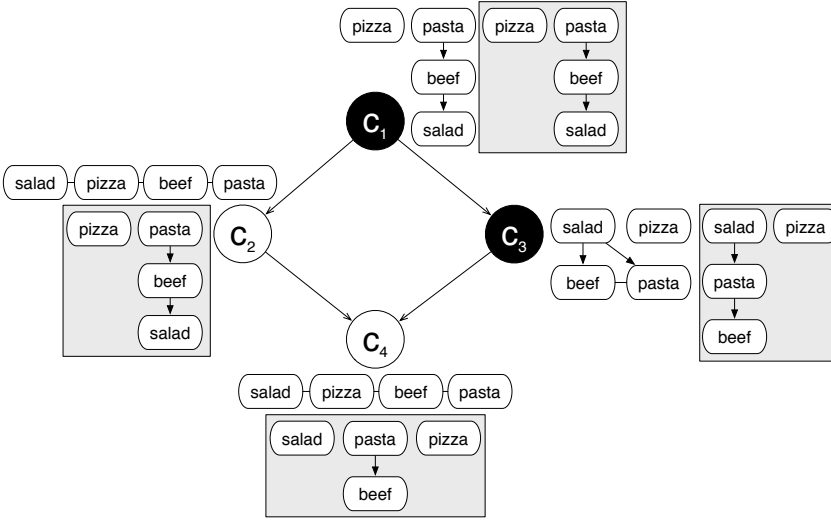 pizza pasta pizza pasta
beef beef
C1 salad salad
salad pizza beef pasta
pizza pasta
C2
beef
salad
C3
salad pizza
beef pasta
salad pizza
pasta
beef
C4
salad pizza beef pasta
salad pasta pizza
beef